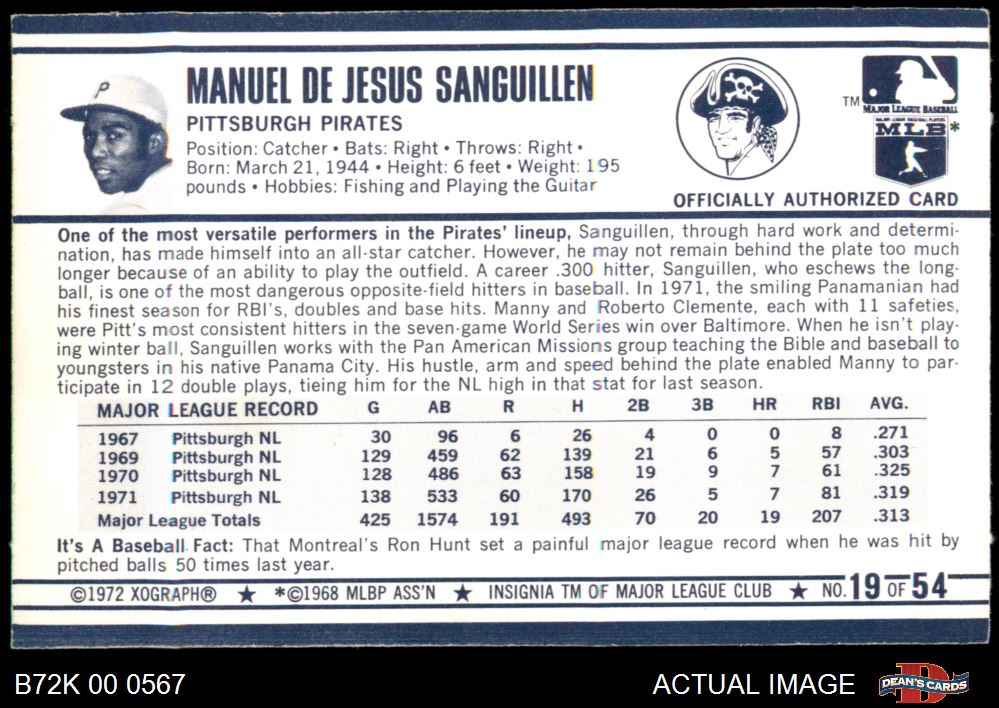 MANUEL DE JESUS SANGUILLEN
PITTSBURGH PIRATES
Position: Catcher • Bats: Right • Throws: Right •
Born: March 21, 1944 • Height: 6 feet • Weight: 195
pounds • Hobbies: Fishing and Playing the Guitar
P
TM
MAJOR LEAGUE BASEBALL
MAJOR LEAGUE BASEBALL PLAYERS
MLB*
OFFICIALLY AUTHORIZED CARD
One of the most versatile performers in the Pirates' lineup, Sanguillen, through hard work and determi-
nation, has made himself into an all-star catcher. However, he may not remain behind the plate too much
longer because of an ability to play the outfield. A career .300 hitter, Sanguillen, who eschews the long-
ball, is one of the most dangerous opposite-field hitters in baseball. In 1971, the smiling Panamanian had
his finest season for RBI's, doubles and base hits. Manny and Roberto Clemente, each with 11 safeties,
were Pitt's most consistent hitters in the seven-game World Series win over Baltimore. When he isn't play-
ing winter ball, Sanguillen works with the Pan American Missions group teaching the Bible and baseball to
youngsters in his native Panama City. His hustle, arm and speed behind the plate enabled Manny to par-
ticipate in 12 double plays, tieing him for the NL high in that stat for last season.
MAJOR LEAGUE RECORD G AB R H 2B 3B HR RBI AVG.
1967 Pittsburgh NL 30 96 6 26 4 0 0 8 .271
1969 Pittsburgh NL 129 459 62 139 21 6 5 57 .303
1970 Pittsburgh NL 128 486 63 158 19 9 7 61 .325
1971 Pittsburgh NL 138 533 60 170 26 5 7 81 .319
Major League Totals 425 1574 191 493 70 20 19 207 .313
It's A Baseball Fact: That Montreal's Ron Hunt set a painful major league record when he was hit by
pitched balls 50 times last year.
©1972 XOGRAPH® ★ *©1968 MLBP ASS'N ★ INSIGNIA TM OF MAJOR LEAGUE CLUB ★ NO. 19 OF 54
B72K 00 0567
ACTUAL IMAGE
D
DEAN'S CARDS